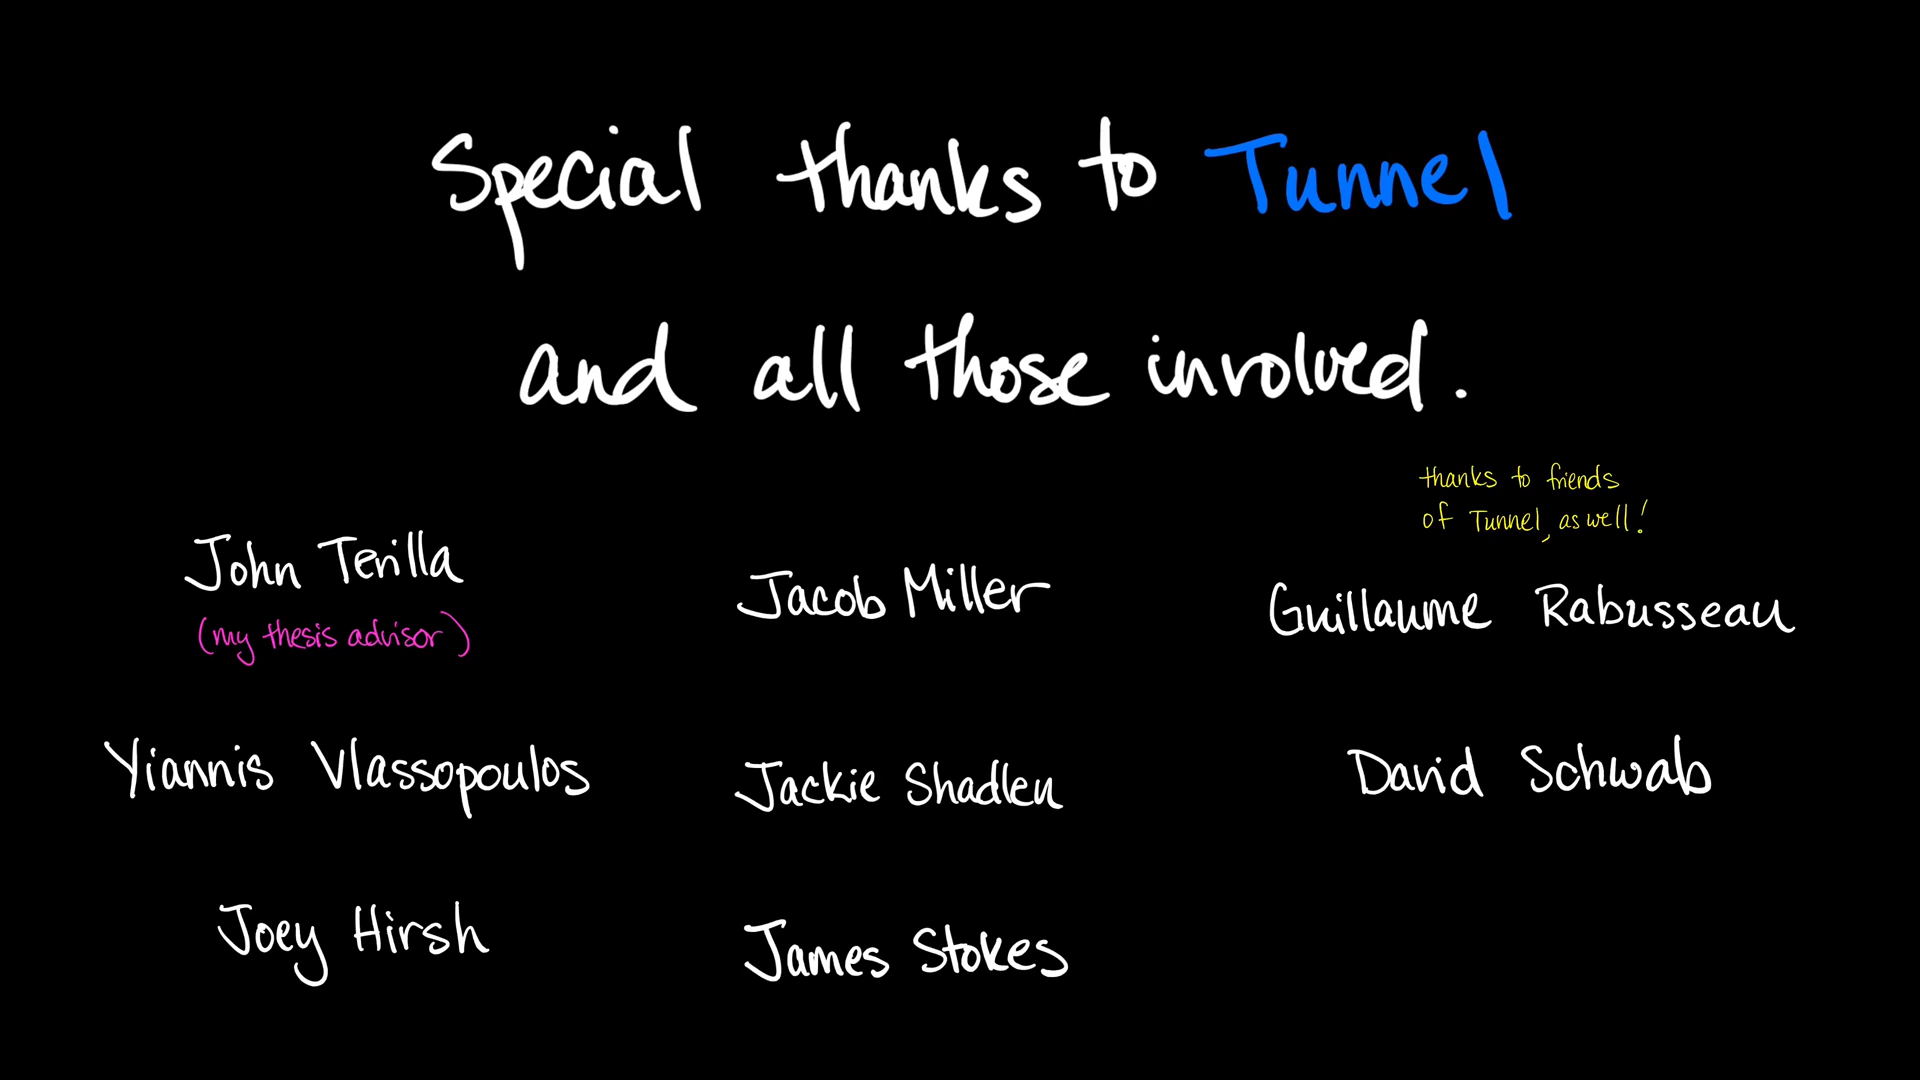 Special thanks to Tunnel
and all those involved.
thanks to friends
of Tunnel, as well!
John Terilla
(my thesis advisor)
Jacob Miller
Guillaume Rabusseau
Yiannis Vlassopoulos
Jackie Shadlen
David Schwab
Joey Hirsh
James Stokes